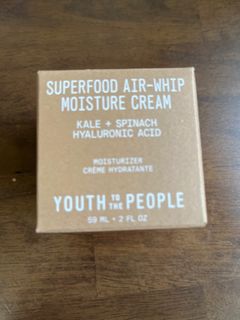 SUPERFOOD AIR-WHIP
MOISTURE CREAM
KALE + SPINACH
HYALURONIC ACID
MOISTURIZER
CRÈME HYDRATANTE
YOUTH TO THE PEOPLE
59 ML • 2 FL OZ